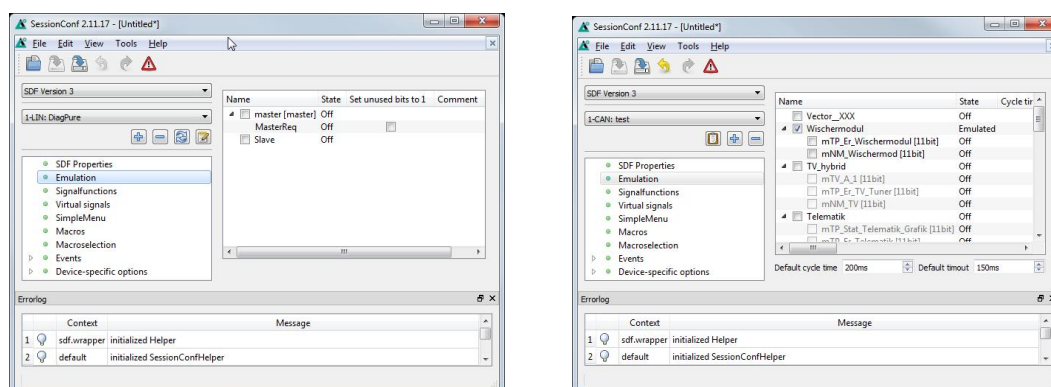 SessionConf 2.11.17 - [Untitled*]
File Edit View Tools Help
SDF Version 3
1-LIN: DiagPure
SDF Properties
Emulation
Signalfunctions
Virtual signals
SimpleMenu
Macros
Macroselection
Events
Device-specific options
Name State Set unused bits to 1 Comment
master [master] Off
MasterReq Off
Slave Off
Errorlog
Context Message
1 sdf.wrapper initialized Helper
2 default initialized SessionConfHelper
SessionConf 2.11.17 - [Untitled*]
File Edit View Tools Help
SDF Version 3
1-CAN: test
SDF Properties
Emulation
Signalfunctions
Virtual signals
SimpleMenu
Macros
Macroselection
Events
Device-specific options
Name State Cycle tir
Vector__XXX Off
Wischermodul Emulated
mTP_Er_Wischermodul [11bit] Off
mNM_Wischermod [11bit] Off
TV_hybrid Off
mTV_A_1 [11bit] Off
mTP_Er_TV_Tuner [11bit] Off
mNM_TV [11bit] Off
Telematik Off
mTP_Stat_Telematik_Grafik [11bit] Off
Default cycle time 200ms Default timout 150ms
Errorlog
Context Message
1 sdf.wrapper initialized Helper
2 default initialized SessionConfHelper